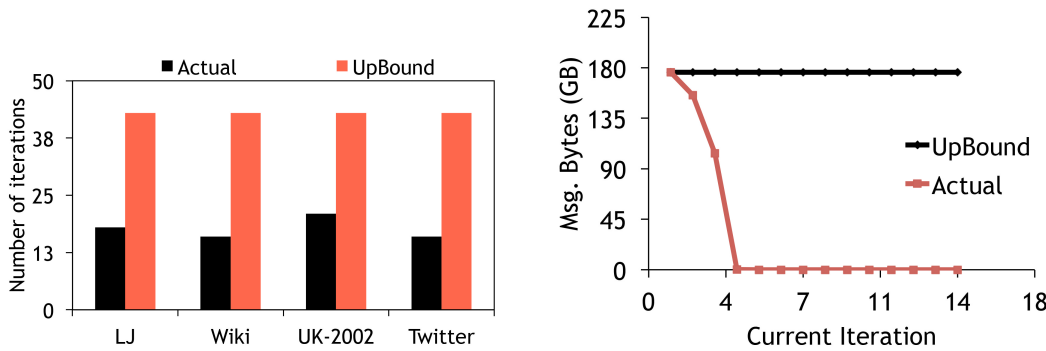 Actual
UpBound
50
38
25
13
0
Number of iterations
LJ
Wiki
UK-2002
Twitter
225
180
135
90
45
0
Msg. Bytes (GB)
UpBound
Actual
0
4
7
11
14
18
Current Iteration